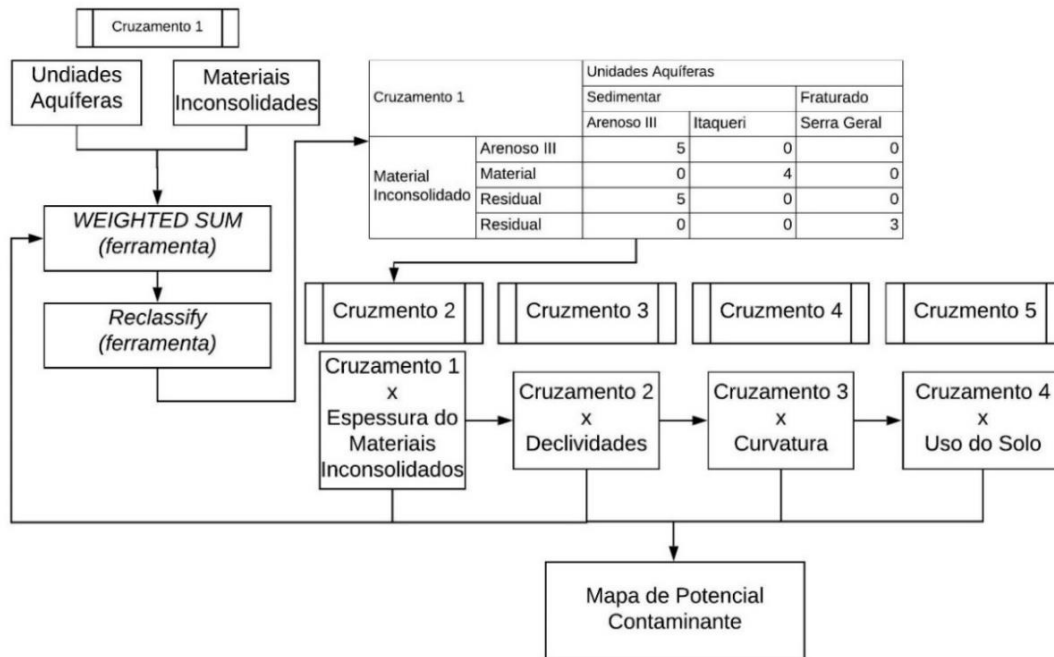 Cruzamento 1
Undiades
Aquíferas
Materiais
Inconsolidades
WEIGHTED SUM
(ferramenta)
Reclassify
(ferramenta)
Cruzamento 1
Unidades Aquíferas
Sedimentar
Fraturado
Arenoso III
Itaqueri
Serra Geral
Material
Inconsolidado
Arenoso III 5 0 0
Material 0 4 0
Residual 5 0 0
Residual 0 0 3
Cruzmento 2
Cruzmento 3
Cruzmento 4
Cruzmento 5
Cruzamento 1
x
Espessura do
Materiais
Inconsolidados
Cruzamento 2
x
Declividades
Cruzamento 3
x
Curvatura
Cruzamento 4
x
Uso do Solo
Mapa de Potencial
Contaminante